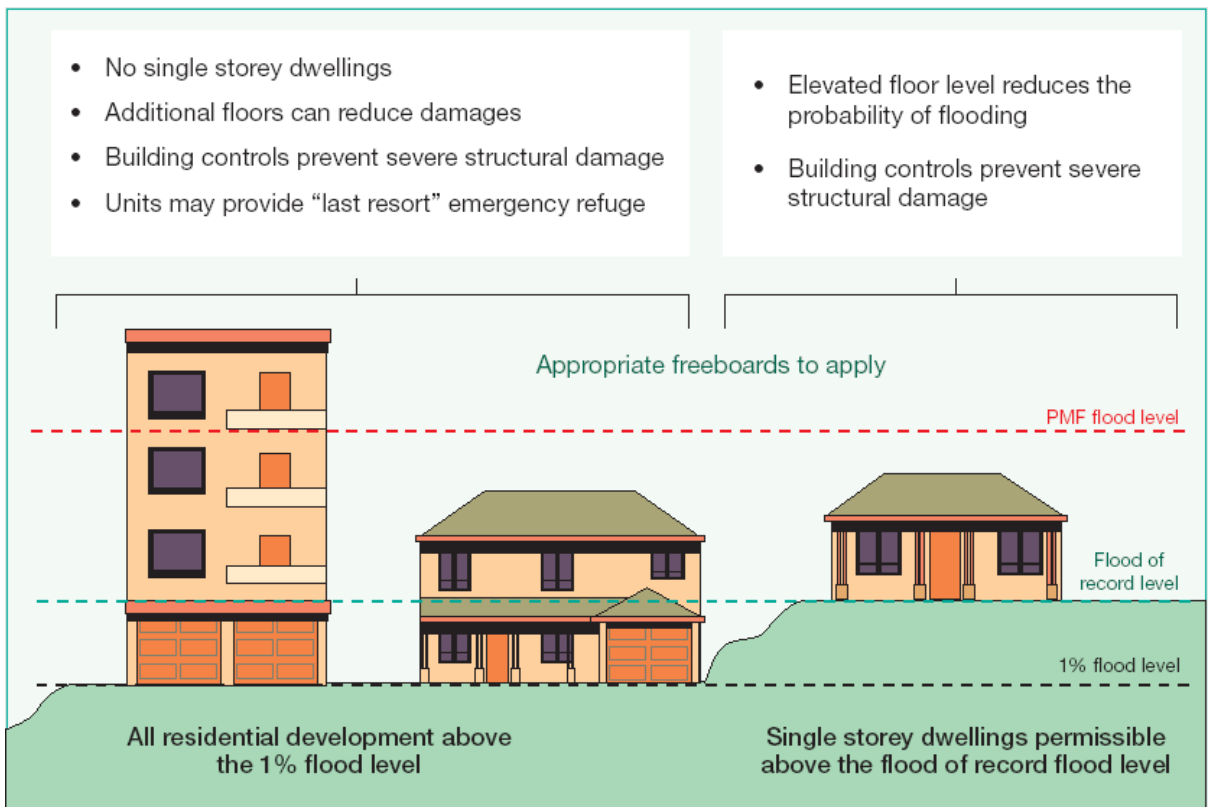 • No single storey dwellings
• Additional floors can reduce damages
• Building controls prevent severe structural damage
• Units may provide “last resort” emergency refuge
• Elevated floor level reduces the
probability of flooding
• Building controls prevent severe
structural damage
Appropriate freeboards to apply
PMF flood level
Flood of
record level
1% flood level
All residential development above
the 1% flood level
Single storey dwellings permissible
above the flood of record flood level